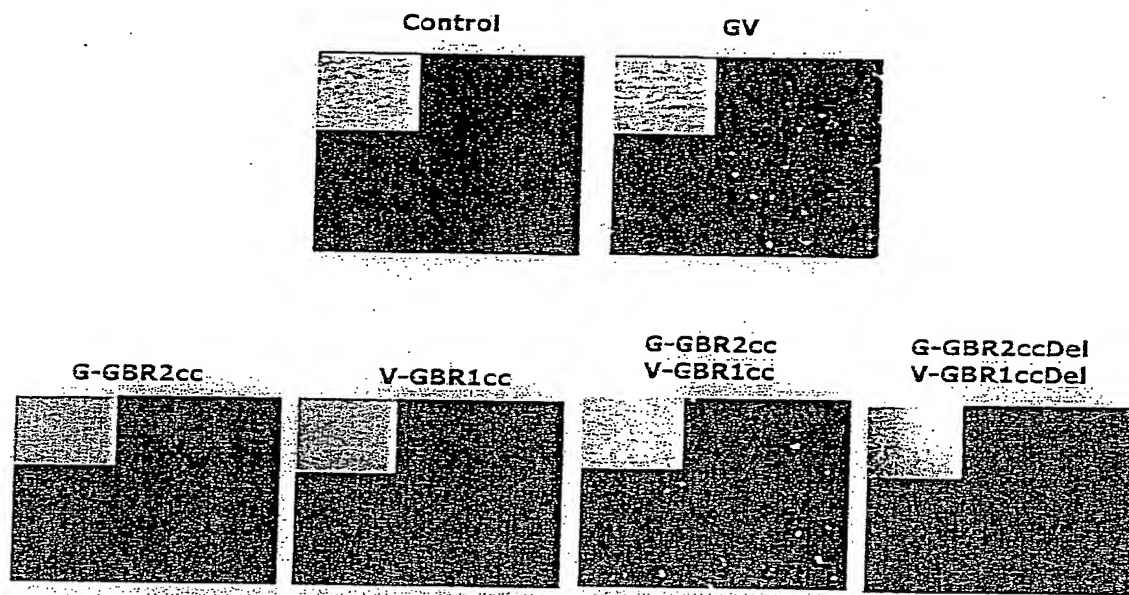 Control
GV
G-GBR2cc
V-GBR1cc
G-GBR2cc
V-GBR1cc
G-GBR2ccDel
V-GBR1ccDel